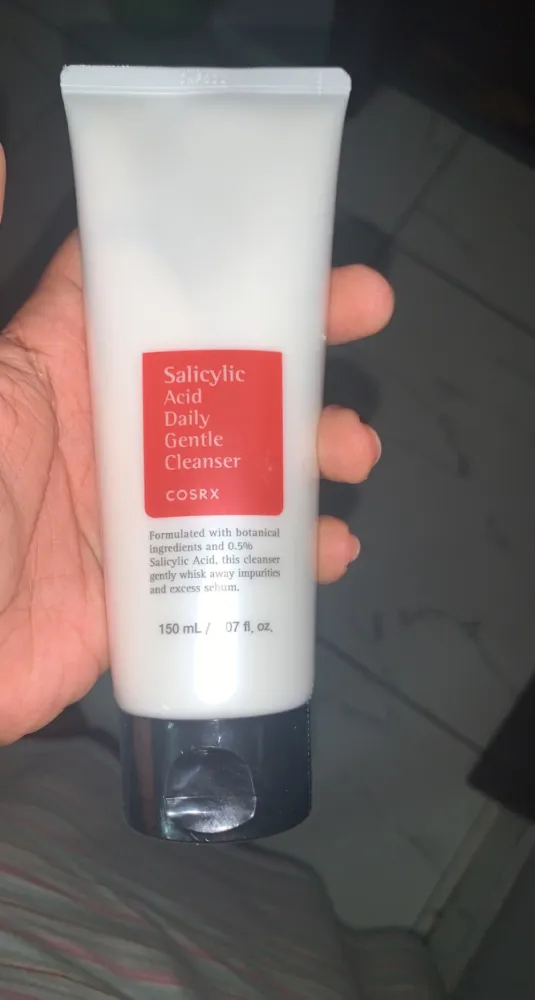 Salicylic
Acid
Daily
Gentle
Cleanser
COSRX
Formulated with botanical
ingredients and 0.5%
Salicylic Acid, this cleanser
gently whisk away impurities
and excess sebum.
150 mL / 07 fl. oz.